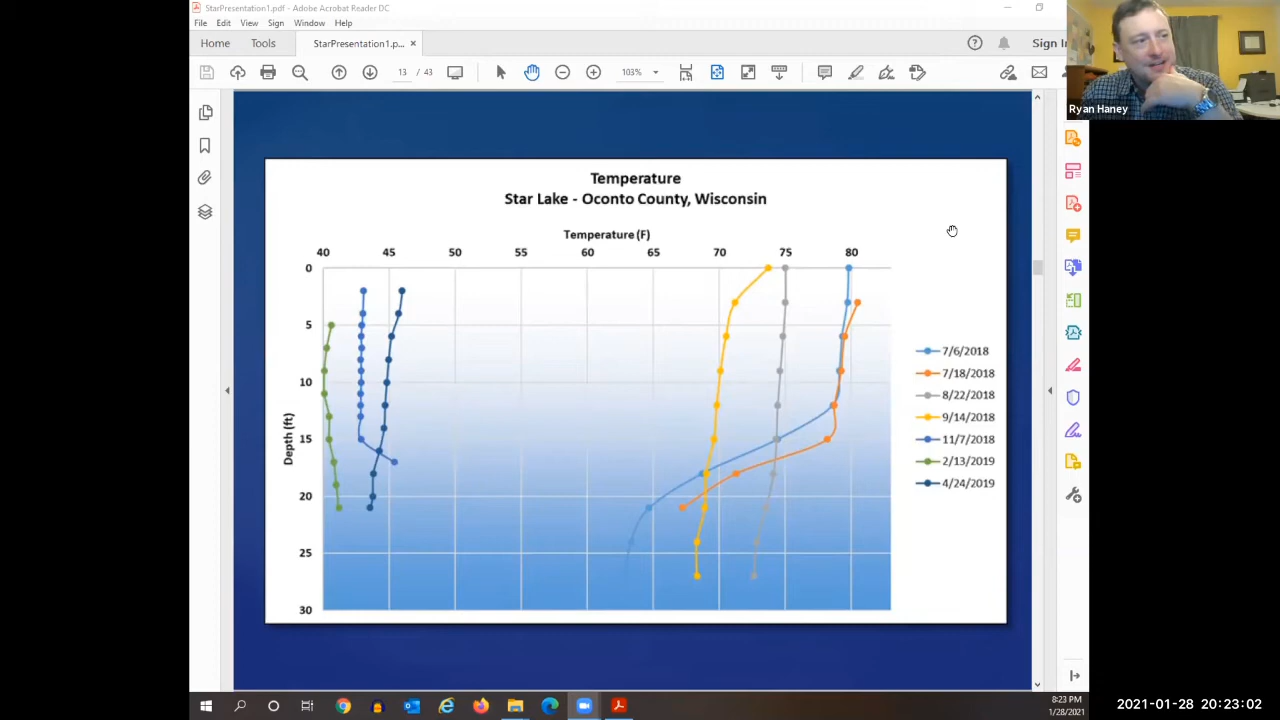 StarPresentation1.pdf - Adobe Acrobat Reader DC
File Edit View Sign Window Help
Home Tools StarPresentation1.p... × Sign In
13 / 43 103%
Ryan Haney
Temperature
Star Lake - Oconto County, Wisconsin
Temperature (F)
40 45 50 55 60 65 70 75 80
0
5
10
15
20
25
30
Depth (ft)
7/6/2018
7/18/2018
8/22/2018
9/14/2018
11/7/2018
2/13/2019
4/24/2019
8:23 PM
1/28/2021
2021-01-28 20:23:02